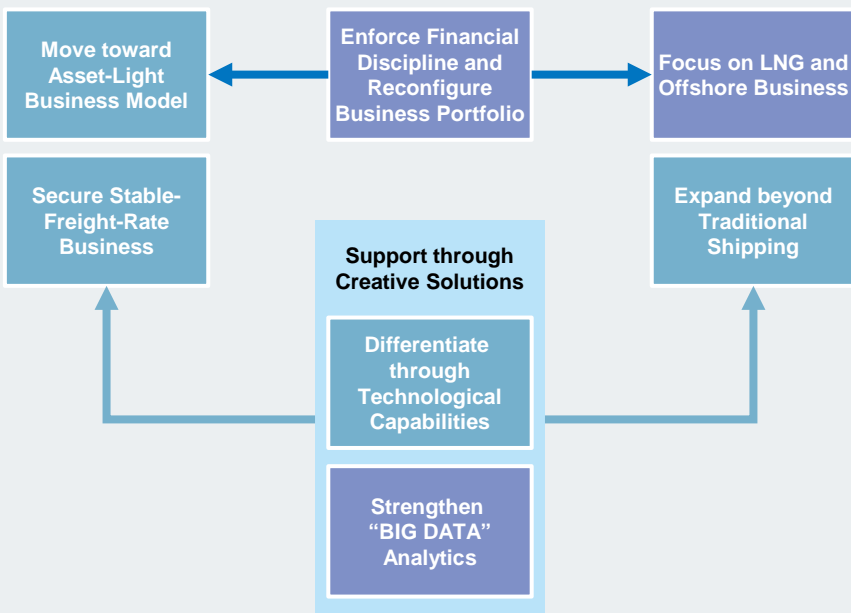 Move toward
Asset-Light
Business Model
Enforce Financial
Discipline and
Reconfigure
Business Portfolio
Focus on LNG and
Offshore Business
Secure Stable-
Freight-Rate
Business
Expand beyond
Traditional
Shipping
Support through
Creative Solutions
Differentiate
through
Technological
Capabilities
Strengthen
“BIG DATA”
Analytics